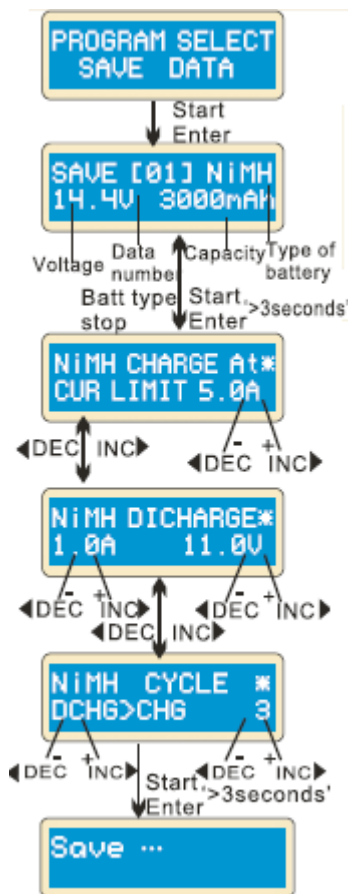 PROGRAM SELECT
SAVE DATA
Start
Enter
SAVE [01] NiMH
14.4V 3000mAh
Voltage Data number Capacity Type of battery
Batt type stop
Start Enter '>3seconds'
NiMH CHARGE At*
CUR LIMIT 5.0A
◀DEC INC▶
- +
◀DEC INC▶
NiMH DICHARGE*
1.0A 11.0V
- + - +
◀DEC INC▶ ◀DEC INC▶
◀DEC INC▶
NiMH CYCLE *
DCHG>CHG 3
- + - +
◀DEC INC▶ ◀DEC INC▶
Start '>3seconds'
Enter
Save ···